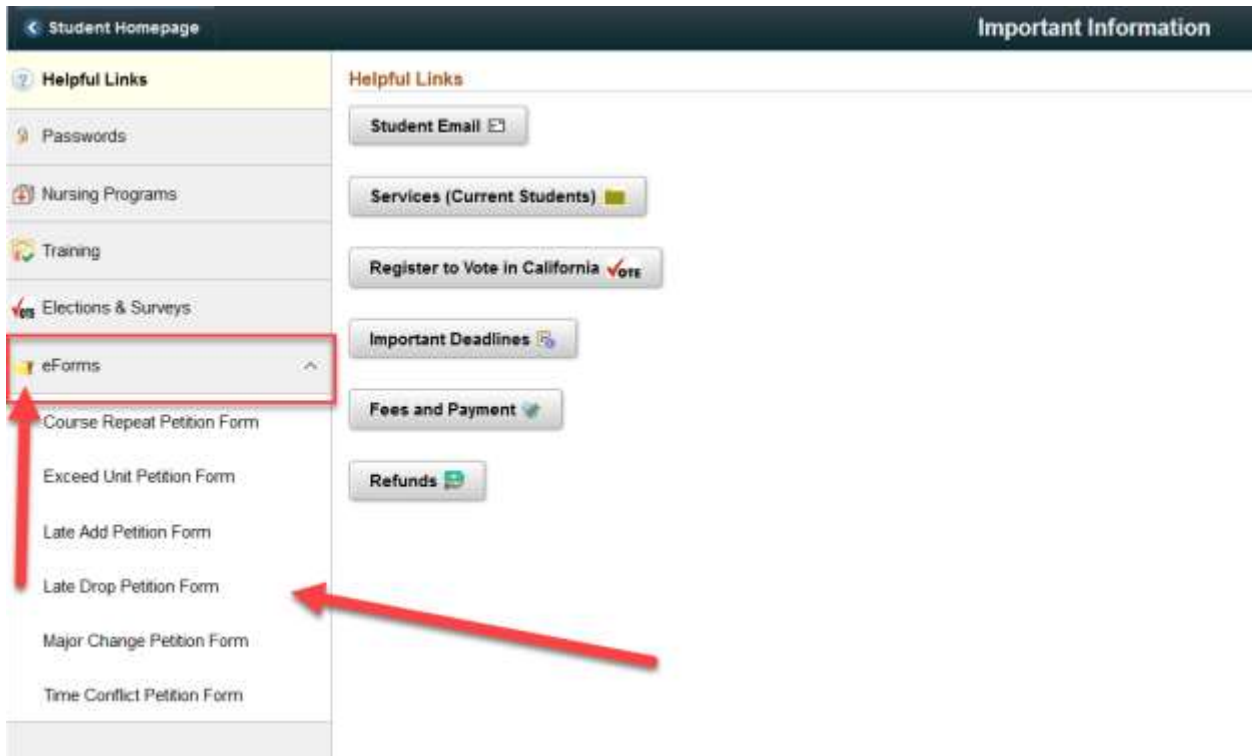 Student Homepage
Important Information
Helpful Links
Passwords
Nursing Programs
Training
VOTE Elections & Surveys
eForms
Course Repeat Petition Form
Exceed Unit Petition Form
Late Add Petition Form
Late Drop Petition Form
Major Change Petition Form
Time Conflict Petition Form
Helpful Links
Student Email
Services (Current Students)
Register to Vote in California VOTE
Important Deadlines
Fees and Payment
Refunds